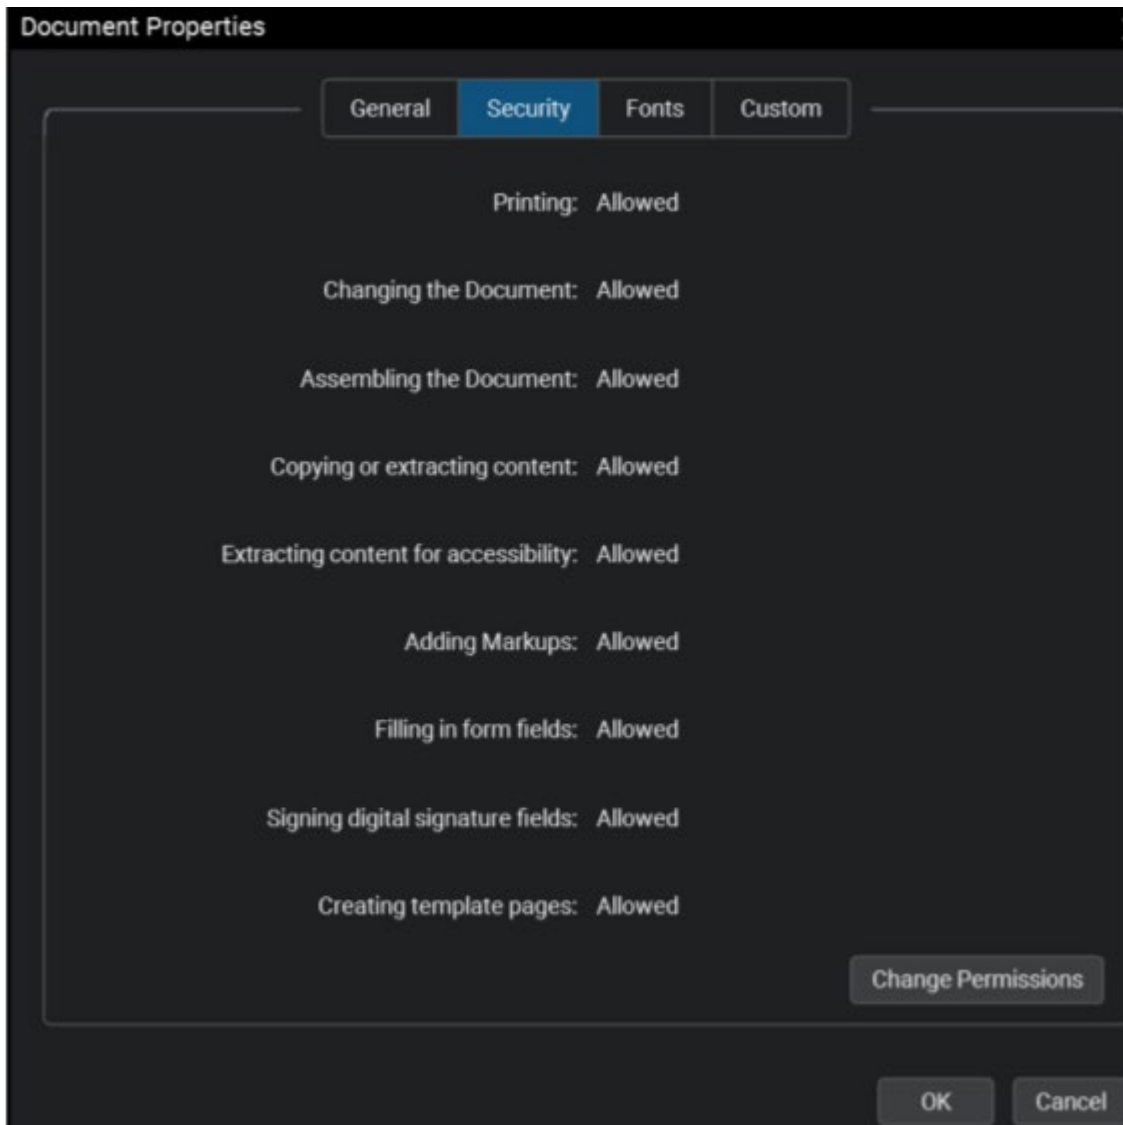 Document Properties
General Security Fonts Custom
Printing: Allowed
Changing the Document: Allowed
Assembling the Document: Allowed
Copying or extracting content: Allowed
Extracting content for accessibility: Allowed
Adding Markups: Allowed
Filling in form fields: Allowed
Signing digital signature fields: Allowed
Creating template pages: Allowed
Change Permissions
OK Cancel